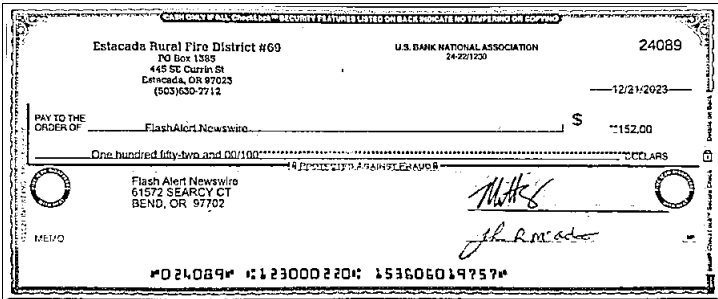 CASH ONLY IF ALL CheckLock™ SECURITY FEATURES LISTED ON BACK INDICATE NO TAMPERING OR COPYING
Estacada Rural Fire District #69
PO Box 1385
445 SE Currin St
Estacada, OR 97023
(503)630-7712
U.S. BANK NATIONAL ASSOCIATION
24-22/1230
24089
12/21/2023
PAY TO THE
ORDER OF
FlashAlert Newswire
$
**152.00
One hundred fifty-two and 00/100
DOLLARS
PROTECTED AGAINST FRAUD
Flash Alert Newswire
61572 SEARCY CT
BEND, OR 97702
MEMO
⑈024089⑈ ⑆123000220⑆ 153606019757⑈
Details on Back